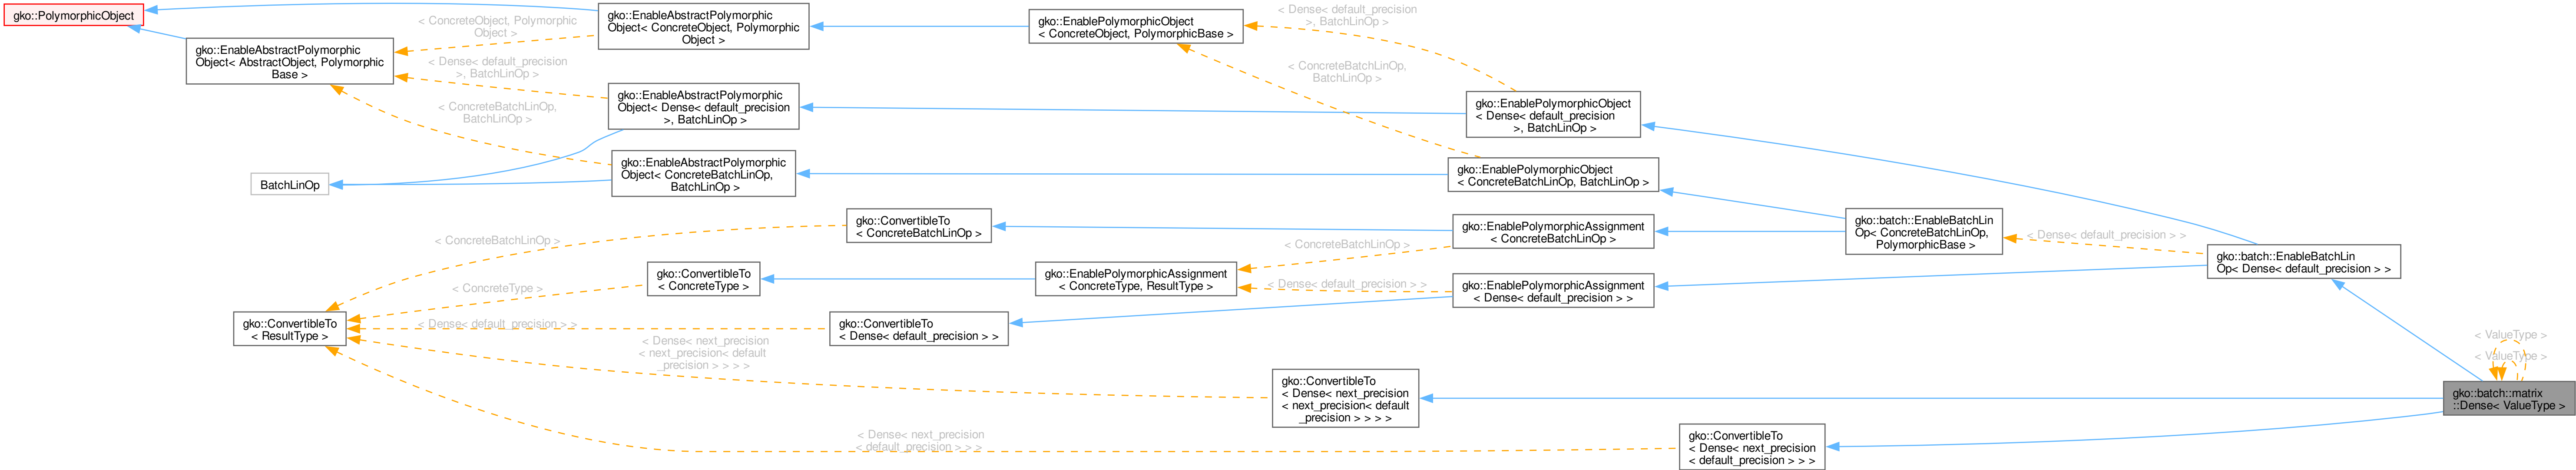 gko::PolymorphicObject
gko::EnableAbstractPolymorphic
Object< AbstractObject, Polymorphic
Base >
< ConcreteObject, Polymorphic
Object >
< Dense< default_precision
>, BatchLinOp >
< ConcreteBatchLinOp,
BatchLinOp >
BatchLinOp
gko::EnableAbstractPolymorphic
Object< ConcreteObject, Polymorphic
Object >
gko::EnableAbstractPolymorphic
Object< Dense< default_precision
>, BatchLinOp >
gko::EnableAbstractPolymorphic
Object< ConcreteBatchLinOp,
BatchLinOp >
gko::EnablePolymorphicObject
< ConcreteObject, PolymorphicBase >
< Dense< default_precision
>, BatchLinOp >
< ConcreteBatchLinOp,
BatchLinOp >
gko::EnablePolymorphicObject
< Dense< default_precision
>, BatchLinOp >
gko::EnablePolymorphicObject
< ConcreteBatchLinOp, BatchLinOp >
gko::ConvertibleTo
< ConcreteBatchLinOp >
gko::EnablePolymorphicAssignment
< ConcreteBatchLinOp >
gko::batch::EnableBatchLin
Op< ConcreteBatchLinOp,
PolymorphicBase >
< Dense< default_precision > >
gko::batch::EnableBatchLin
Op< Dense< default_precision > >
< ConcreteBatchLinOp >
< ConcreteType >
gko::ConvertibleTo
< ConcreteType >
gko::EnablePolymorphicAssignment
< ConcreteType, ResultType >
< ConcreteBatchLinOp >
< Dense< default_precision > >
gko::EnablePolymorphicAssignment
< Dense< default_precision > >
gko::ConvertibleTo
< ResultType >
< Dense< default_precision > >
gko::ConvertibleTo
< Dense< default_precision > >
< Dense< next_precision
< next_precision< default
_precision > > > >
gko::ConvertibleTo
< Dense< next_precision
< next_precision< default
_precision > > > >
< Dense< next_precision
< default_precision > > >
gko::ConvertibleTo
< Dense< next_precision
< default_precision > > >
< ValueType >
< ValueType >
gko::batch::matrix
::Dense< ValueType >